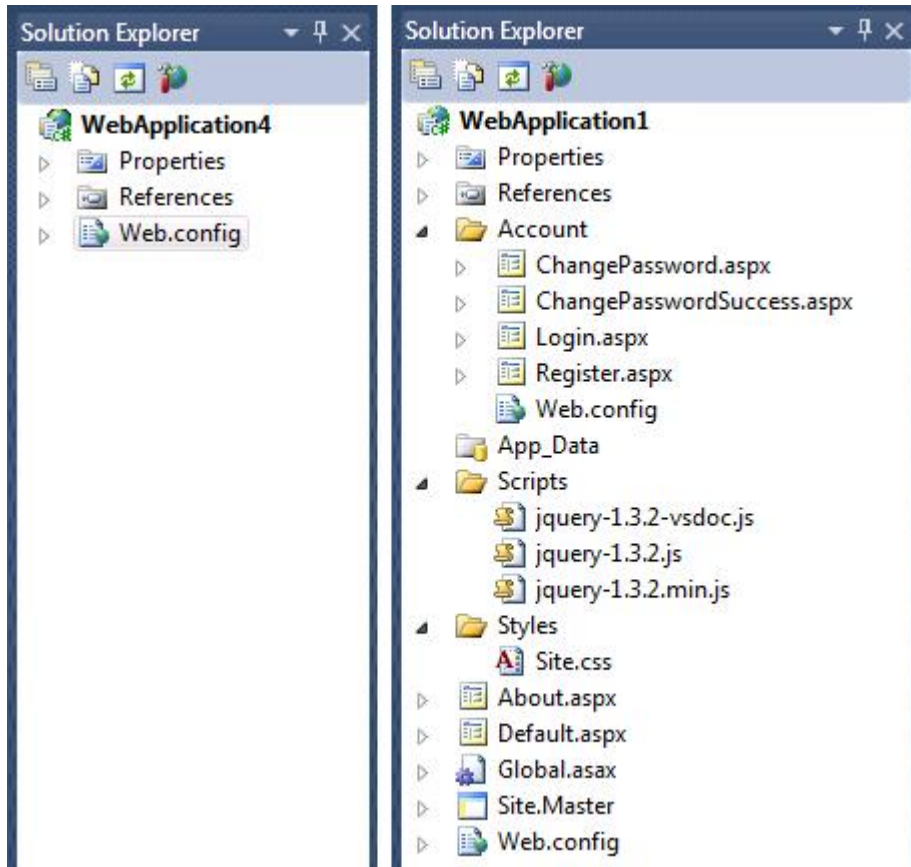 Solution Explorer
WebApplication4
Properties
References
Web.config
Solution Explorer
WebApplication1
Properties
References
Account
ChangePassword.aspx
ChangePasswordSuccess.aspx
Login.aspx
Register.aspx
Web.config
App_Data
Scripts
jquery-1.3.2-vsdoc.js
jquery-1.3.2.js
jquery-1.3.2.min.js
Styles
Site.css
About.aspx
Default.aspx
Global.asax
Site.Master
Web.config